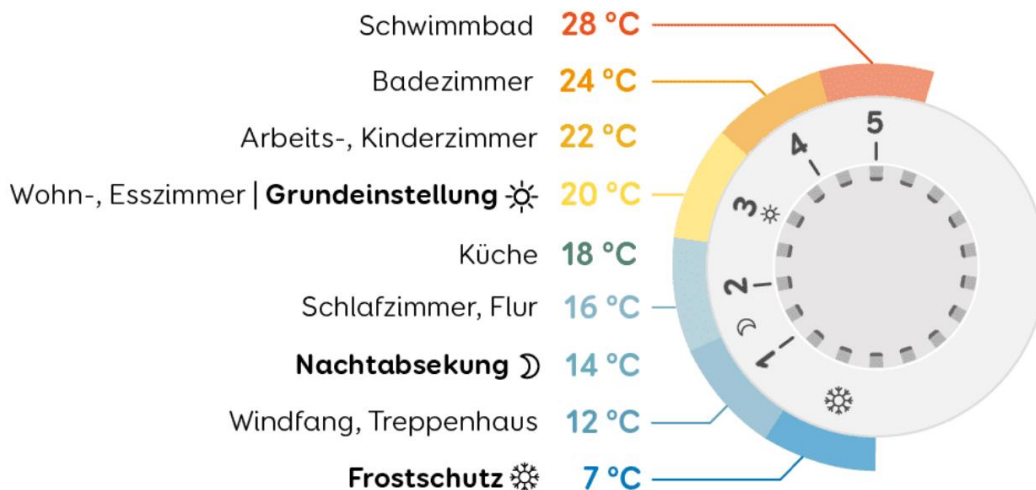 Schwimmbad 28 °C
Badezimmer 24 °C
Arbeits-, Kinderzimmer 22 °C
Wohn-, Esszimmer | Grundeinstellung 20 °C
Küche 18 °C
Schlafzimmer, Flur 16 °C
Nachtabsekung 14 °C
Windfang, Treppenhaus 12 °C
Frostschutz 7 °C
5
4
3
2
1